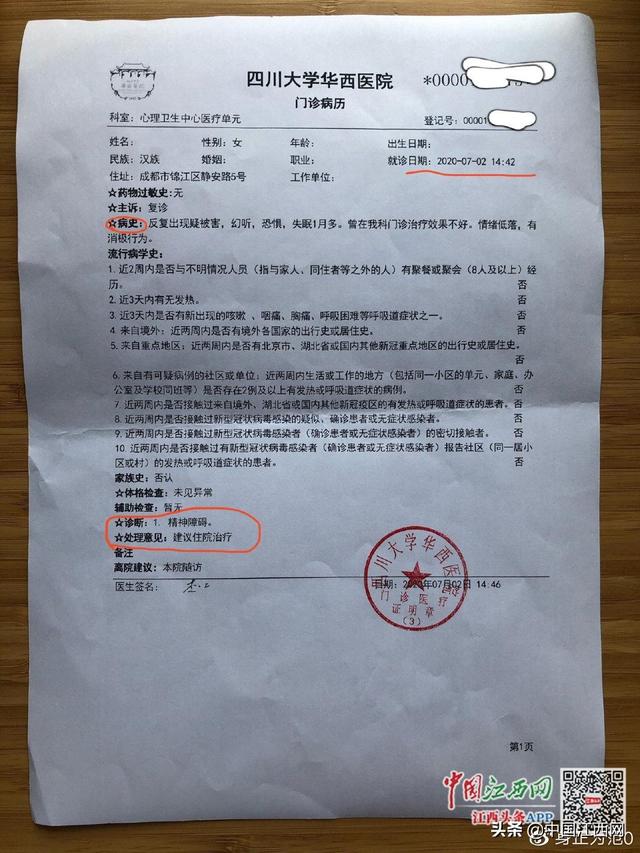 四川大学华西医院
*0000
门诊病历
科室：心理卫生中心医疗单元
登记号：00001
姓名：
性别：女
年龄：
出生日期：
民族：汉族
婚姻：
职业：
就诊日期：2020-07-02 14:42
住址：成都市锦江区静安路5号
工作单位：
☆药物过敏史:无
☆主诉：复诊
☆病史：反复出现疑被害，幻听，恐惧，失眠1月多。曾在我科门诊治疗效果不好。情绪低落，有
消极行为。
流行病学史：
1. 近2周内是否与不明情况人员（指与家人、同住者等之外的人）有聚餐或聚会（8人及以上）经
历。 否
2. 近3天内有无发热。 否
3. 近3天内是否有新出现的咳嗽 、咽痛、胸痛、呼吸困难等呼吸道症状之一。 否
4. 来自境外：近两周内是否有境外各国家的出行史或居住史。 否
5. 来自重点地区：近两周内是否有北京市、湖北省或国内其他新冠重点地区的出行史或居住史。
否
6. 来自有可疑病例的社区或单位：近两周内生活或工作的地方（包括同一小区的单元、家庭、办
公室及学校同班等）是否存在2例及以上有发热或呼吸道症状的病例。 否
7. 近两周内是否接触过来自境外、湖北省或国内其他新冠疫区的有发热或呼吸道症状的患者。 否
8. 近两周内是否接触过新型冠状病毒感染的疑似、确诊患者或无症状感染者。 否
9. 近两周内是否接触过新型冠状病毒感染者（确诊患者或无症状感染者）的密切接触者。 否
10. 近两周内是否接触过有新型冠状病毒感染者（确诊患者或无症状感染者）报告社区（同一居小
区或村）的发热或呼吸道症状的患者。 否
家族史：否认
☆体格检查：未见异常
辅助检查：暂无
☆诊断：1. 精神障碍。
☆处理意见：建议住院治疗
备注
离院建议：本院随访
医生签名：
日期：2020年07月02日 14:46
四川大学华西医院
门诊医疗
证明章
(3)
第1页
中国江西网
江西头条APP
头条@中国江西网
@身正为范0